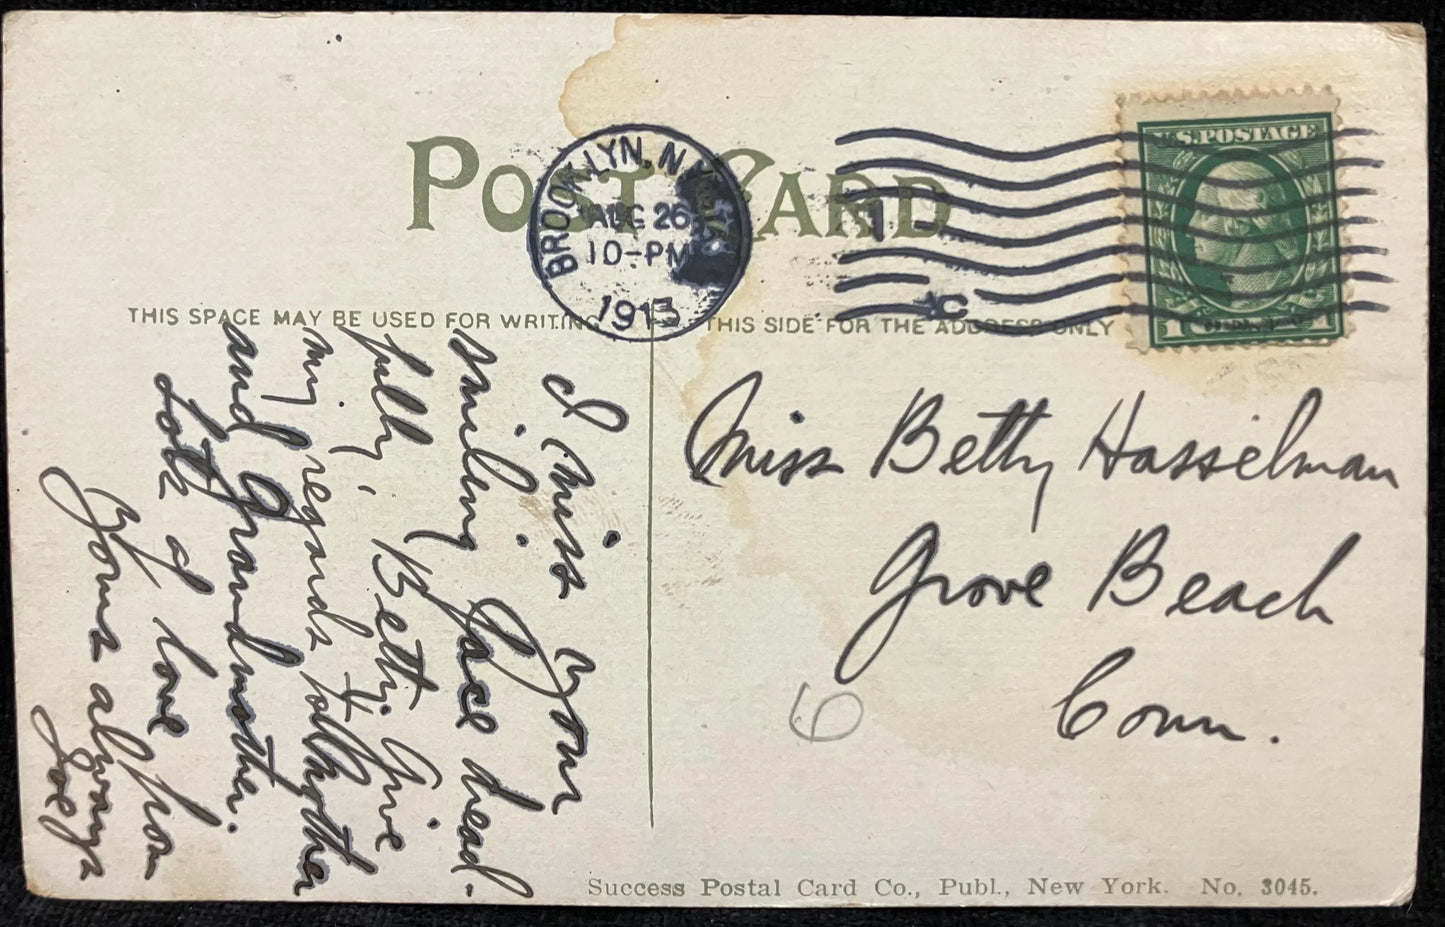 POST CARD
BROOKLYN, N.Y.
AUG 26
10-PM
1913
U.S. POSTAGE
THIS SPACE MAY BE USED FOR WRITING
THIS SIDE FOR THE ADDRESS ONLY
I miss your
smiling face dread-
fully, Betty. Give
my regards to Mother
and Grandmother.
Lots of love from
Yours always
Joe
Miss Betty Hasselman
Grove Beach
Conn.
6
Success Postal Card Co., Publ., New York. No. 3045.